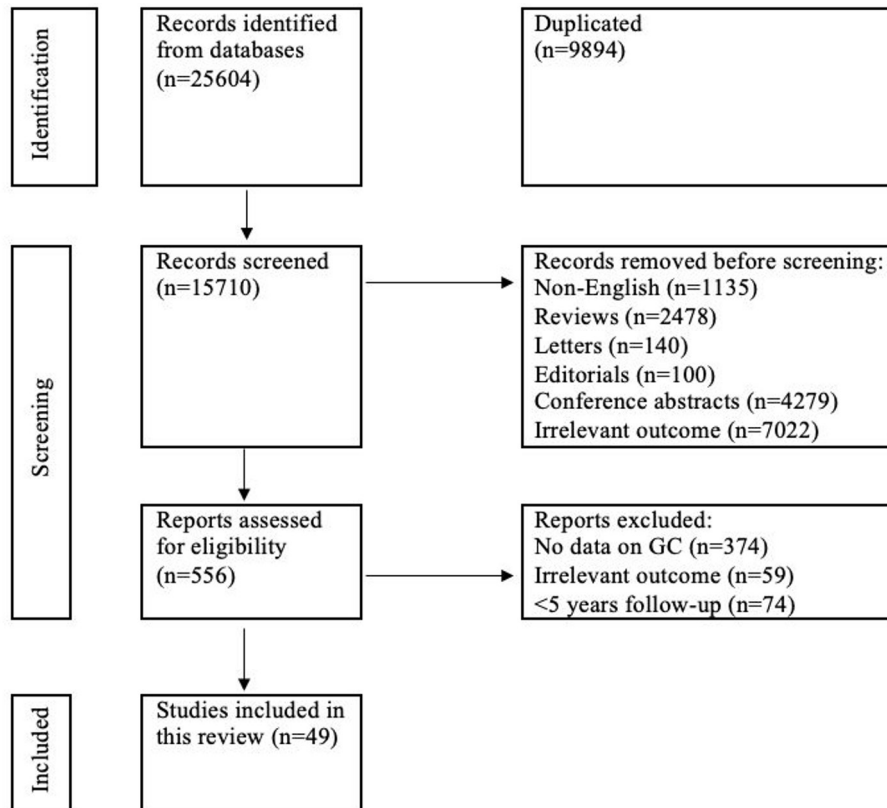 Identification
Records identified
from databases
(n=25604)
Duplicated
(n=9894)
Screening
Records screened
(n=15710)
Records removed before screening:
Non-English (n=1135)
Reviews (n=2478)
Letters (n=140)
Editorials (n=100)
Conference abstracts (n=4279)
Irrelevant outcome (n=7022)
Reports assessed
for eligibility
(n=556)
Reports excluded:
No data on GC (n=374)
Irrelevant outcome (n=59)
<5 years follow-up (n=74)
Included
Studies included in
this review (n=49)